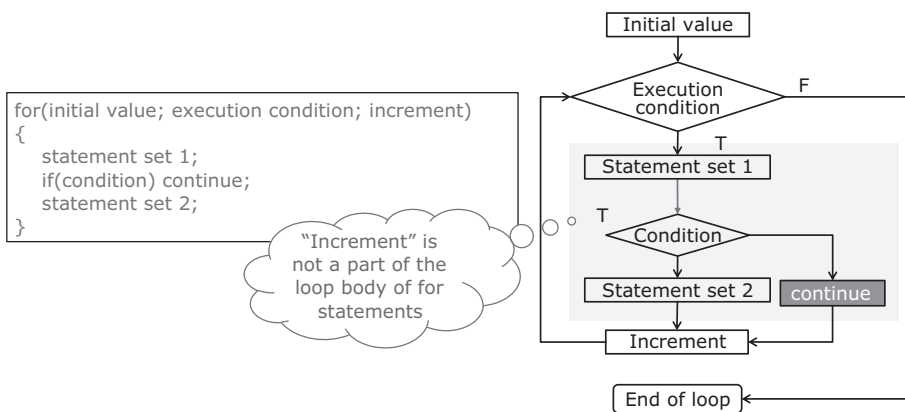 for(initial value; execution condition; increment)
{
statement set 1;
if(condition) continue;
statement set 2;
}
"Increment" is
not a part of the
loop body of for
statements
Initial value
Execution
condition
F
T
Statement set 1
T
Condition
Statement set 2
continue
Increment
End of loop